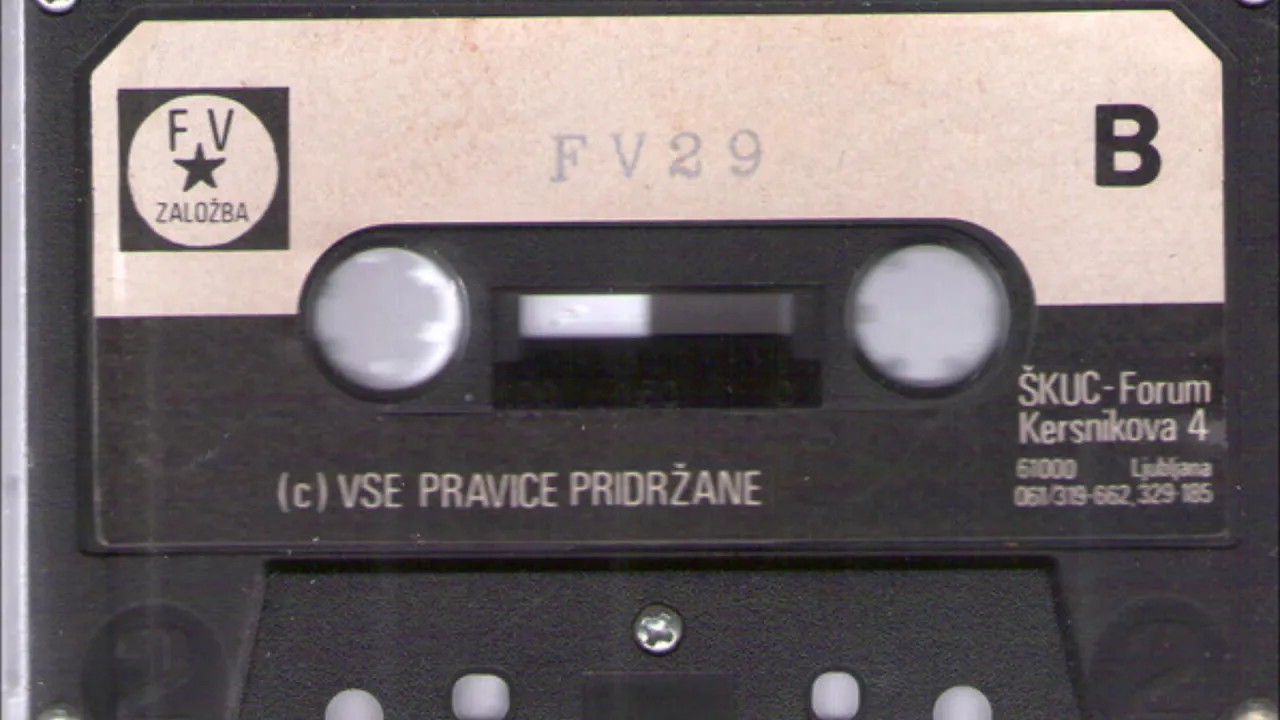 F V
ZALOŽBA
FV29
B
ŠKUC-Forum
Kersnikova 4
61000 Ljubljana
061/319-662, 329-185
(c) VSE PRAVICE PRIDRŽANE